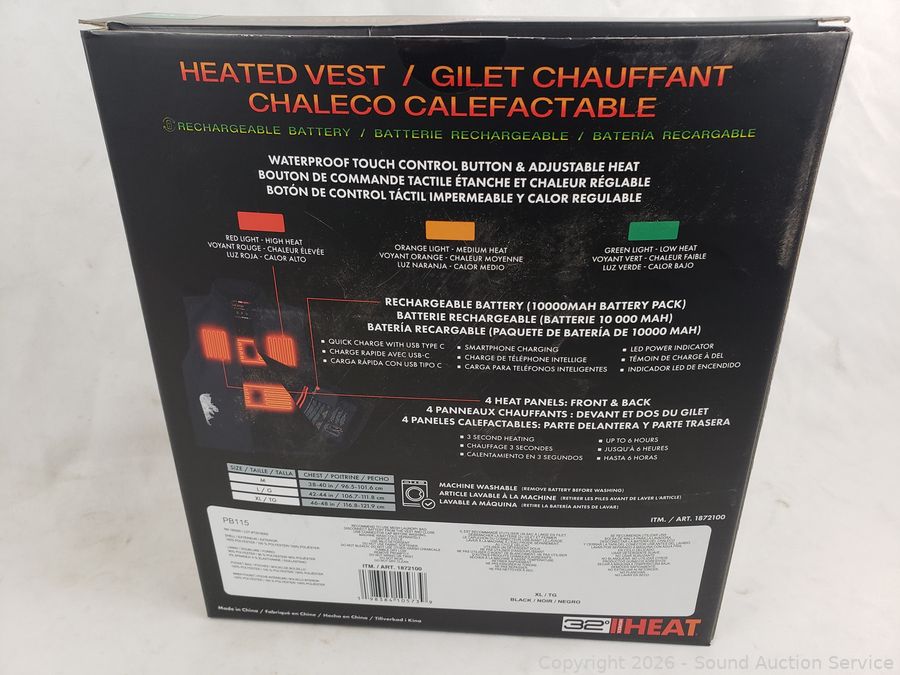 HEATED VEST / GILET CHAUFFANT
CHALECO CALEFACTABLE
RECHARGEABLE BATTERY / BATTERIE RECHARGEABLE / BATERÍA RECARGABLE
WATERPROOF TOUCH CONTROL BUTTON & ADJUSTABLE HEAT
BOUTON DE COMMANDE TACTILE ÉTANCHE ET CHALEUR RÉGLABLE
BOTÓN DE CONTROL TÁCTIL IMPERMEABLE Y CALOR REGULABLE
RED LIGHT - HIGH HEAT
VOYANT ROUGE - CHALEUR ÉLEVÉE
LUZ ROJA - CALOR ALTO
ORANGE LIGHT - MEDIUM HEAT
VOYANT ORANGE - CHALEUR MOYENNE
LUZ NARANJA - CALOR MEDIO
GREEN LIGHT - LOW HEAT
VOYANT VERT - CHALEUR FAIBLE
LUZ VERDE - CALOR BAJO
RECHARGEABLE BATTERY (10000MAH BATTERY PACK)
BATTERIE RECHARGEABLE (BATTERIE 10 000 MAH)
BATERÍA RECARGABLE (PAQUETE DE BATERÍA DE 10000 MAH)
▪ QUICK CHARGE WITH USB TYPE C
▪ CHARGE RAPIDE AVEC USB-C
▪ CARGA RÁPIDA CON USB TIPO C
▪ SMARTPHONE CHARGING
▪ CHARGE DE TÉLÉPHONE INTELLIGE
▪ CARGA PARA TELÉFONOS INTELIGENTES
▪ LED POWER INDICATOR
▪ TÉMOIN DE CHARGE À DEL
▪ INDICADOR LED DE ENCENDIDO
4 HEAT PANELS: FRONT & BACK
4 PANNEAUX CHAUFFANTS : DEVANT ET DOS DU GILET
4 PANELES CALEFACTABLES: PARTE DELANTERA Y PARTE TRASERA
▪ 3 SECOND HEATING
▪ CHAUFFAGE 3 SECONDES
▪ CALENTAMIENTO EN 3 SEGUNDOS
▪ UP TO 6 HOURS
▪ JUSQU'À 6 HEURES
▪ HASTA 6 HORAS
SIZE / TAILLE / TALLA CHEST / POITRINE / PECHO
M 38-40 in / 96.5-101.6 cm
L / G 42-44 in / 106.7-111.8 cm
XL / TG 46-48 in / 116.8-121.9 cm
MACHINE WASHABLE (REMOVE BATTERY BEFORE WASHING)
ARTICLE LAVABLE À LA MACHINE (RETIRER LES PILES AVANT DE LAVER L'ARTICLE)
LAVABLE A MÁQUINA (RETIRE LA BATERÍA ANTES DE LAVAR)
ITM. / ART. 1872100
PB115
ITM. / ART. 1872100
1 98384 10573 9
XL / TG
BLACK / NOIR / NEGRO
Made in China / Fabriqué en Chine / Hecho en China / Tillverkad i Kina
32° HEAT
Copyright 2026 - Sound Auction Service